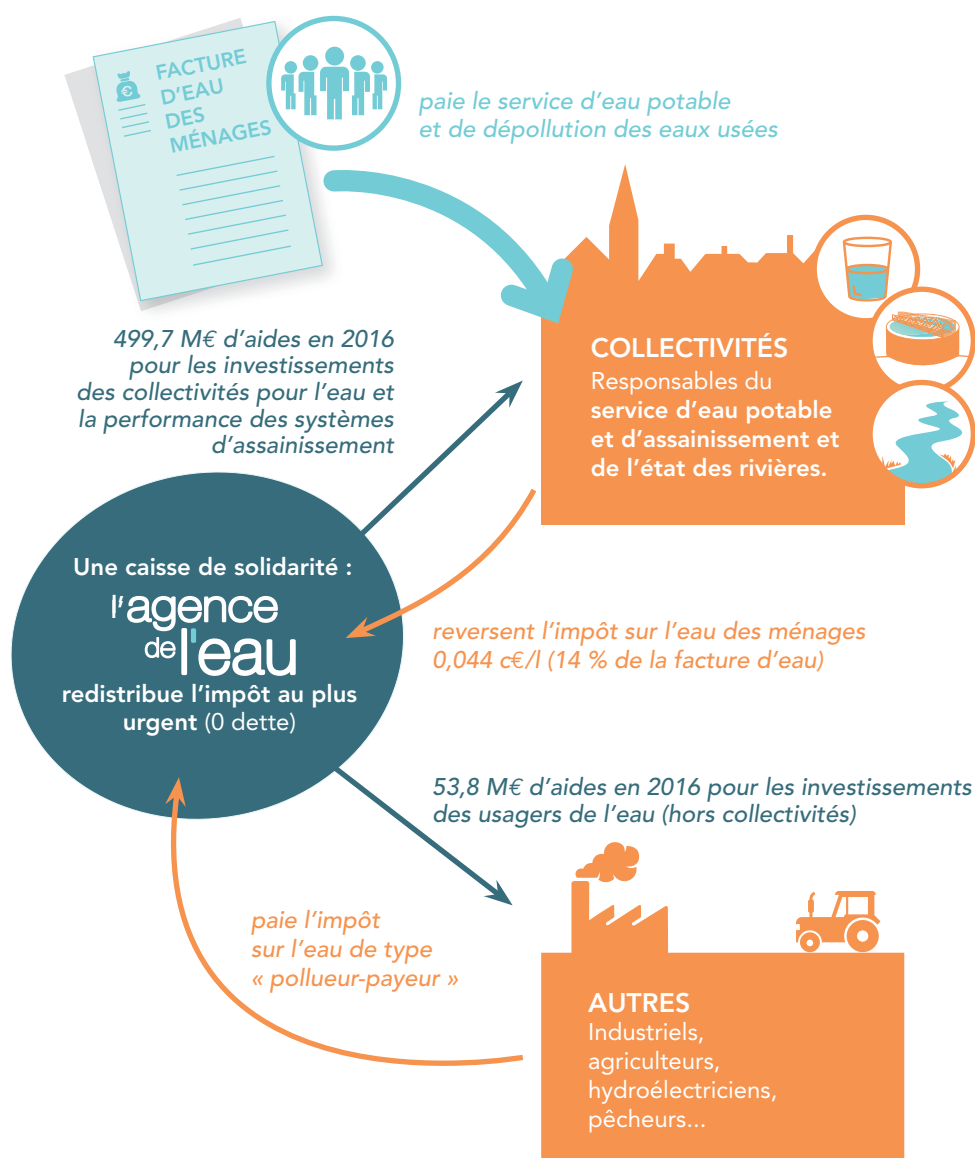 FACTURE
D'EAU
DES
MÉNAGES
€
paie le service d'eau potable
et de dépollution des eaux usées
499,7 M€ d'aides en 2016
pour les investissements
des collectivités pour l'eau et
la performance des systèmes
d'assainissement
COLLECTIVITÉS
Responsables du
service d'eau potable
et d'assainissement et
de l'état des rivières.
Une caisse de solidarité :
l'agence
de l'eau
redistribue l'impôt au plus
urgent (0 dette)
reversent l'impôt sur l'eau des ménages
0,044 c€/l (14 % de la facture d'eau)
53,8 M€ d'aides en 2016 pour les investissements
des usagers de l'eau (hors collectivités)
paie l'impôt
sur l'eau de type
« pollueur-payeur »
AUTRES
Industriels,
agriculteurs,
hydroélectriciens,
pêcheurs...